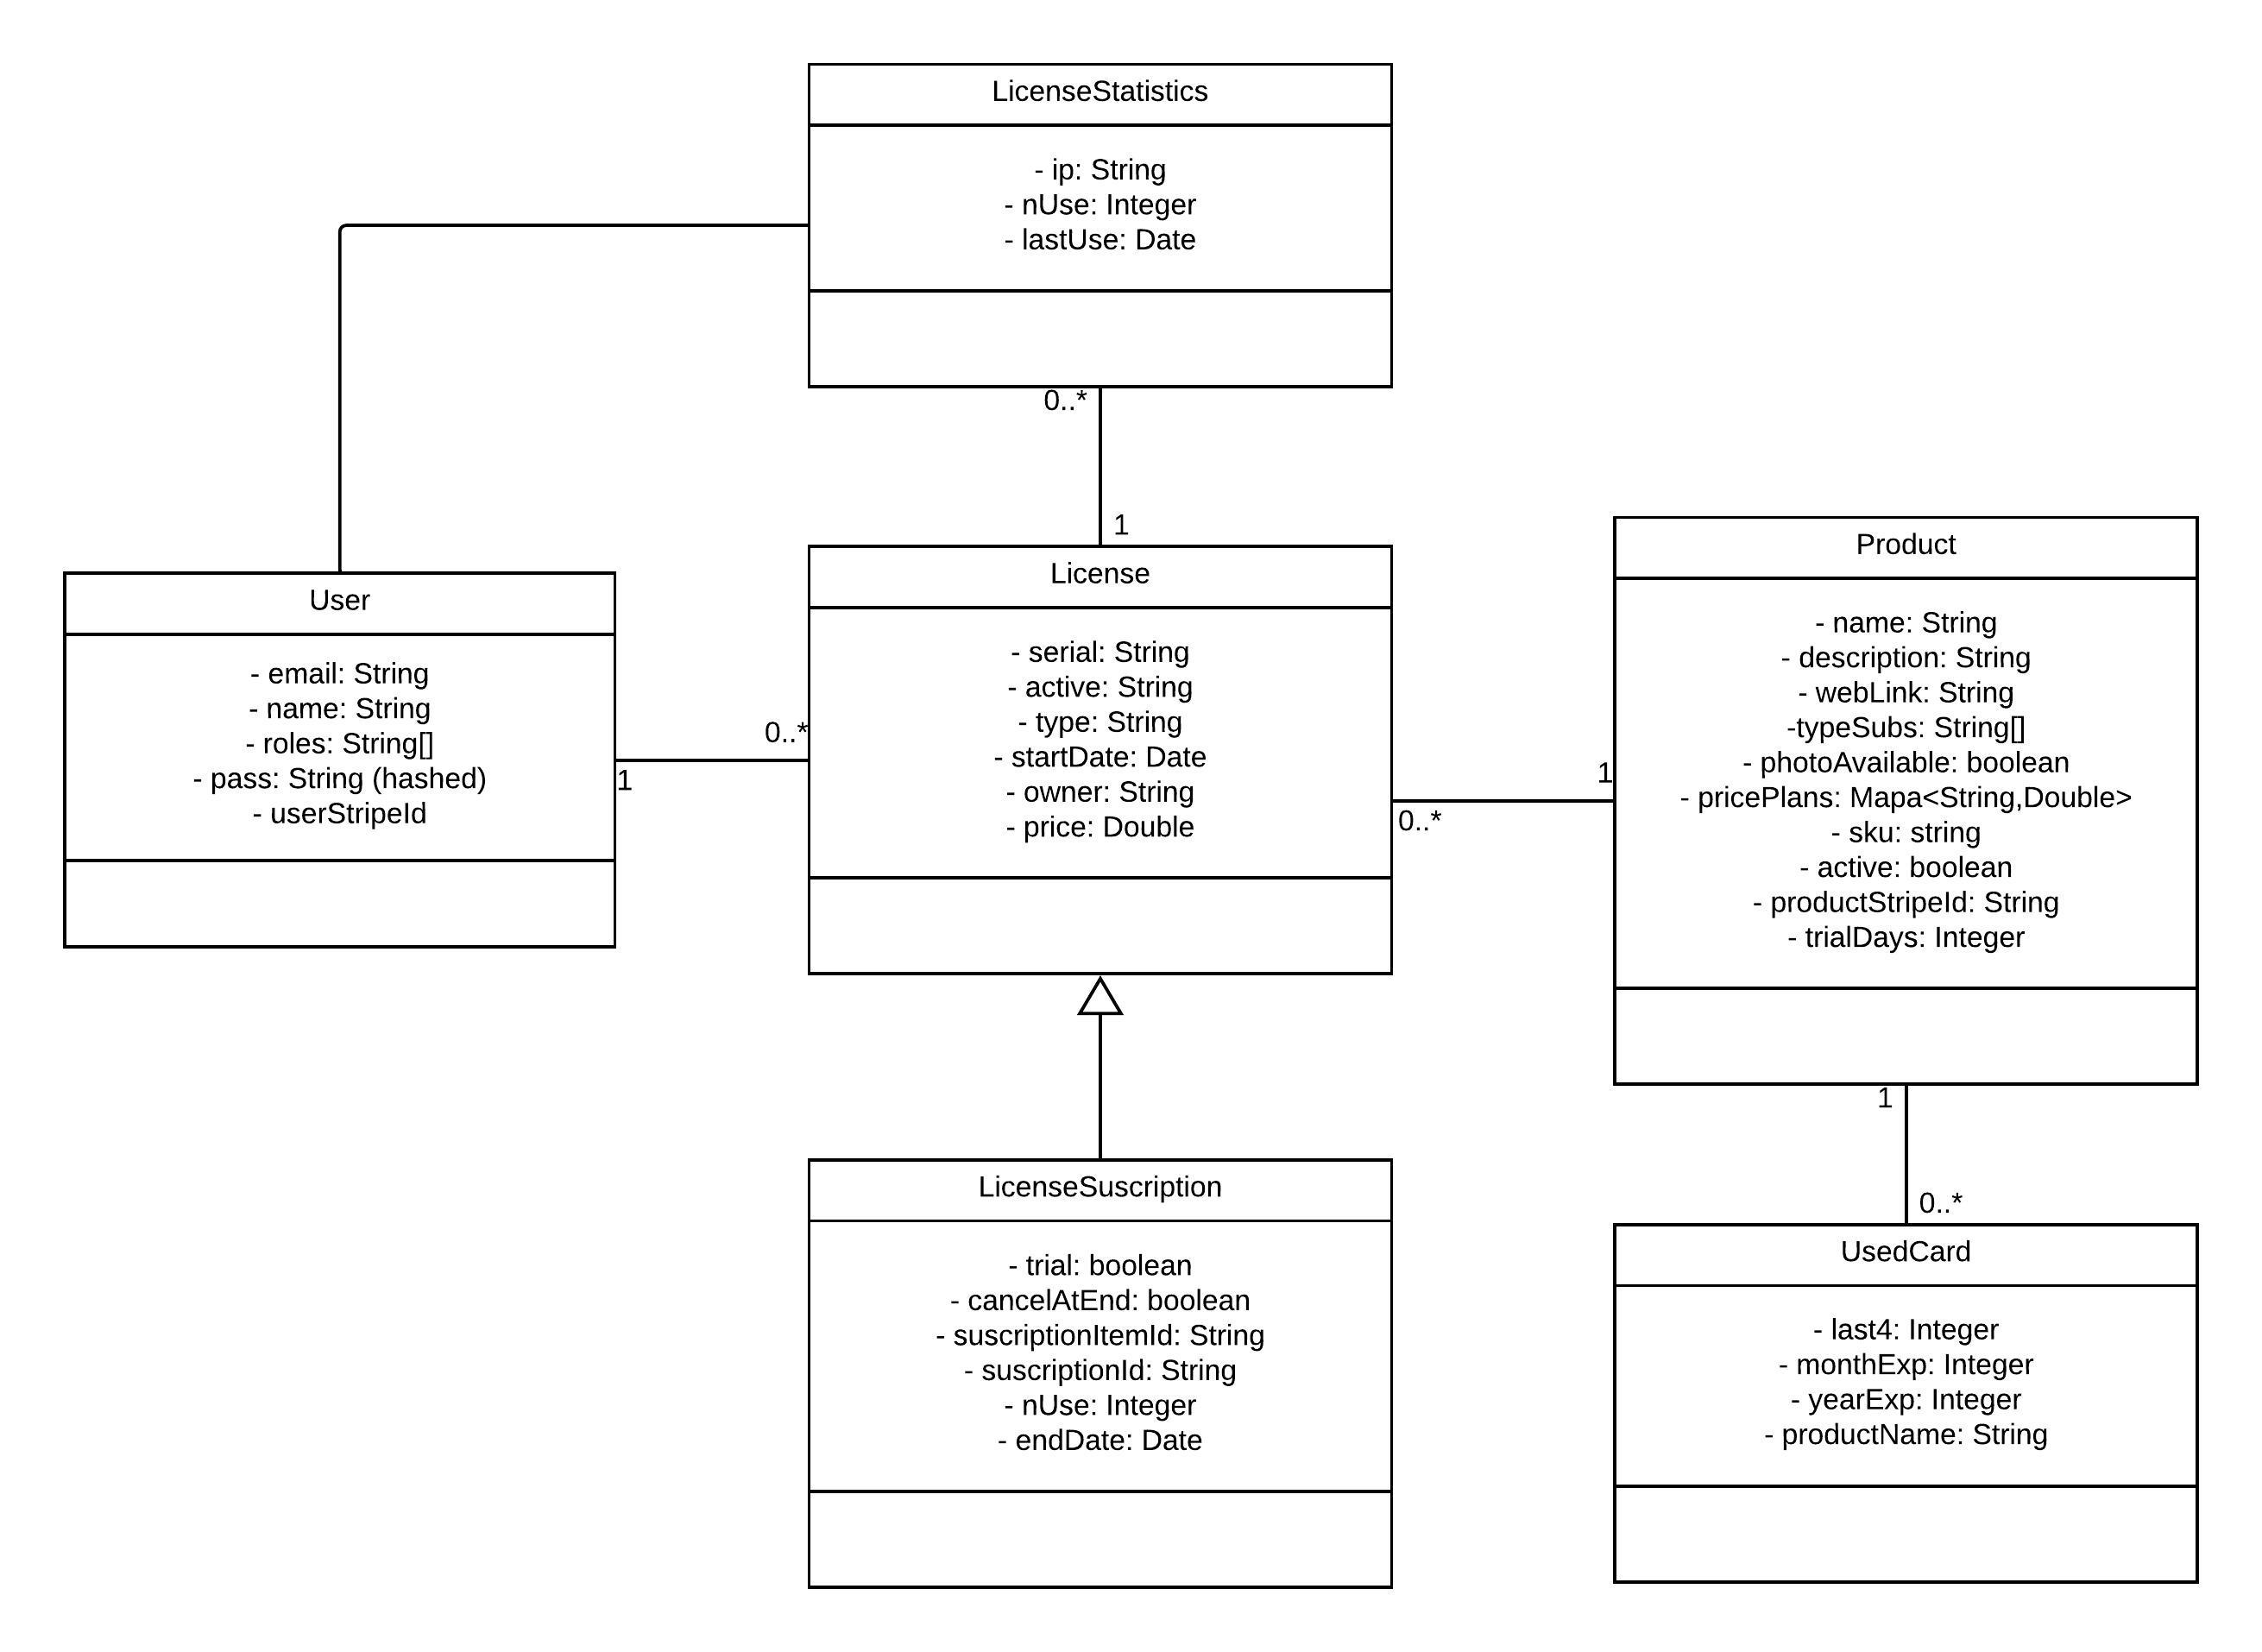 LicenseStatistics
- ip: String
- nUse: Integer
- lastUse: Date
0..*
1
User
- email: String
- name: String
- roles: String[]
- pass: String (hashed)
- userStripeId
1
0..*
License
- serial: String
- active: String
- type: String
- startDate: Date
- owner: String
- price: Double
0..*
1
Product
- name: String
- description: String
- webLink: String
-typeSubs: String[]
- photoAvailable: boolean
- pricePlans: Mapa<String,Double>
- sku: string
- active: boolean
- productStripeId: String
- trialDays: Integer
1
0..*
LicenseSuscription
- trial: boolean
- cancelAtEnd: boolean
- suscriptionItemId: String
- suscriptionId: String
- nUse: Integer
- endDate: Date
UsedCard
- last4: Integer
- monthExp: Integer
- yearExp: Integer
- productName: String